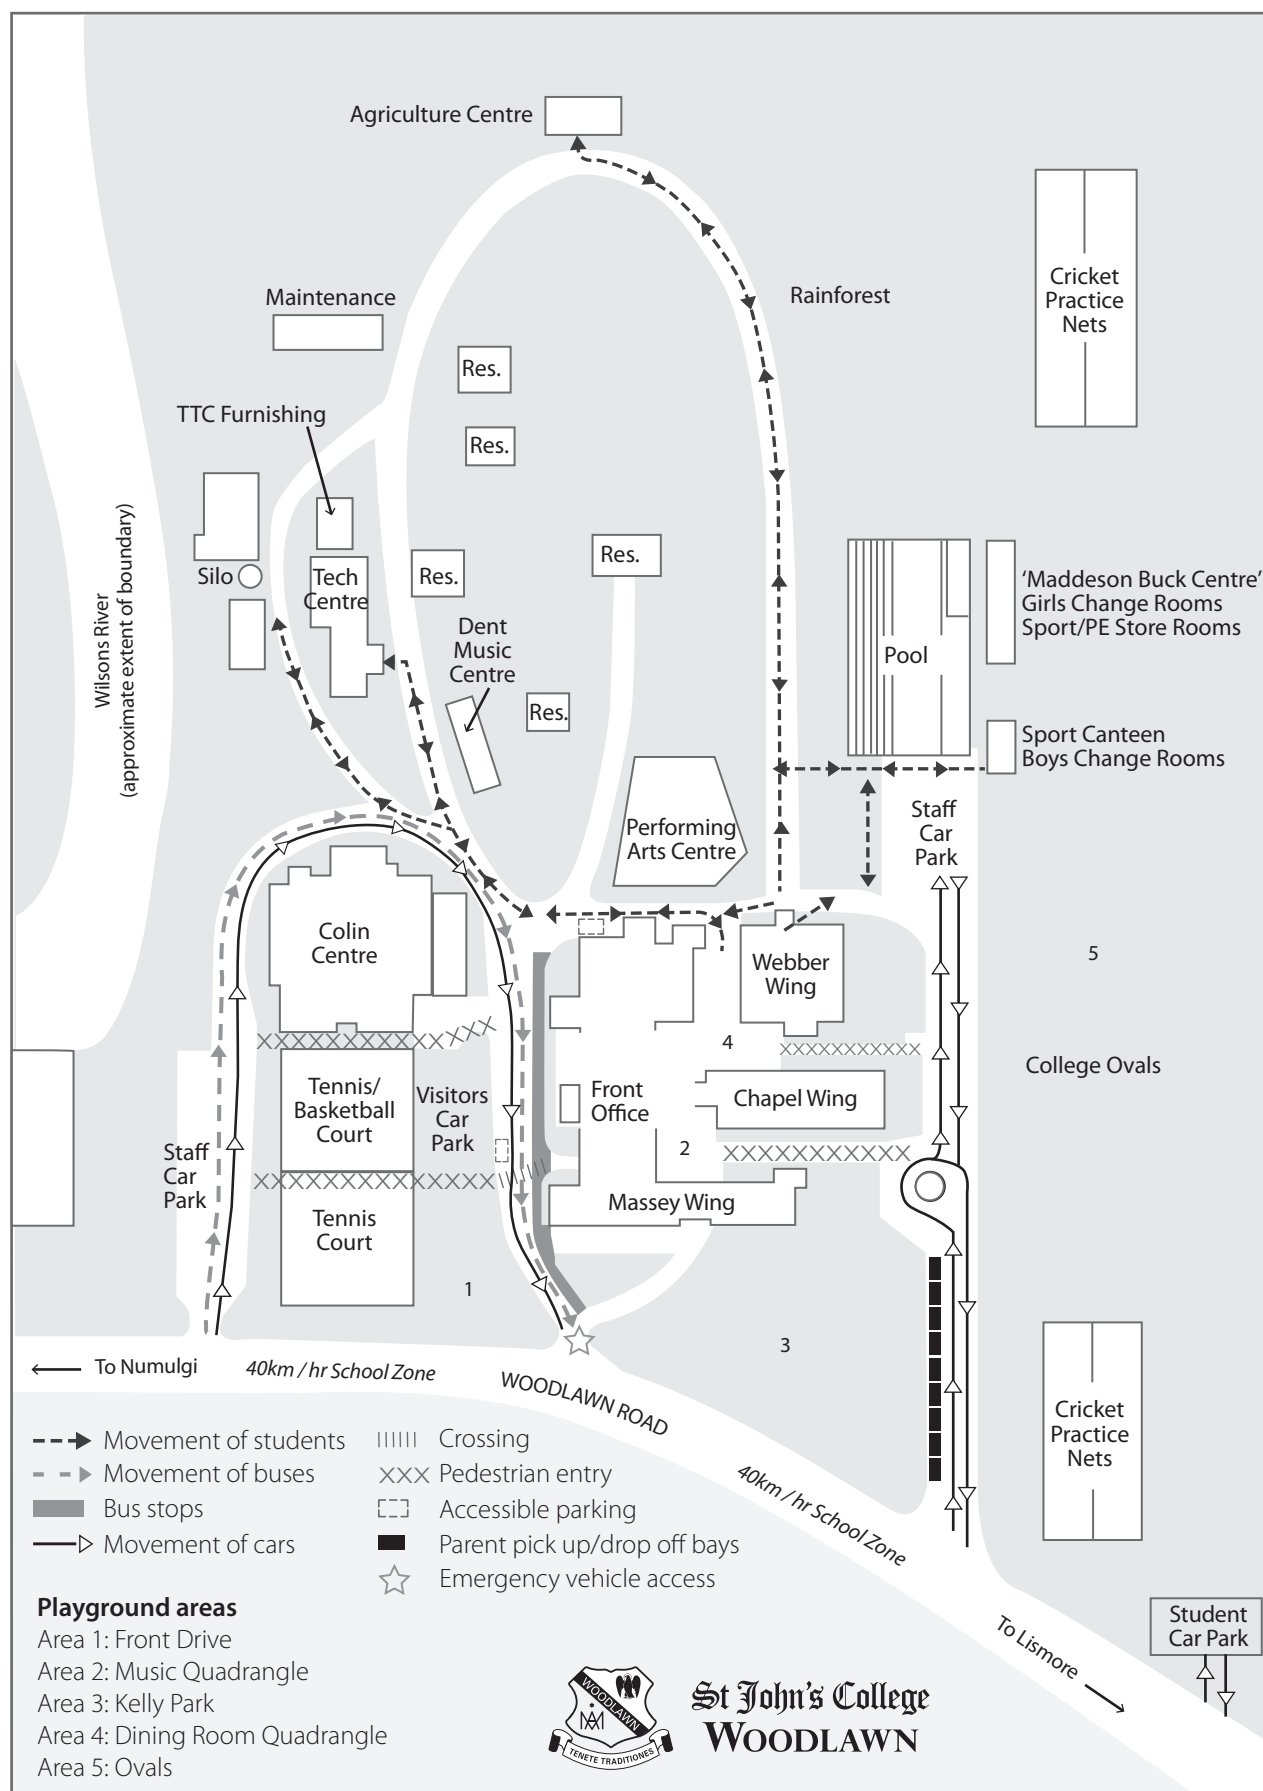 Agriculture Centre
Rainforest
Cricket
Practice
Nets
Maintenance
Res.
TTC Furnishing
Res.
Wilsons River
(approximate extent of boundary)
Silo
Tech
Centre
Res.
Res.
Dent
Music
Centre
Res.
Pool
'Maddeson Buck Centre'
Girls Change Rooms
Sport/PE Store Rooms
Sport Canteen
Boys Change Rooms
Performing
Arts Centre
Staff
Car
Park
Colin
Centre
Webber
Wing
5
4
College Ovals
Tennis/
Basketball
Court
Visitors
Car
Park
Front
Office
Chapel Wing
2
Staff
Car
Park
Massey Wing
Tennis
Court
1
3
To Numulgi
40km / hr School Zone
WOODLAWN ROAD
40km / hr School Zone
Cricket
Practice
Nets
To Lismore
Student
Car Park
Movement of students
Movement of buses
Bus stops
Movement of cars
Crossing
Pedestrian entry
Accessible parking
Parent pick up/drop off bays
Emergency vehicle access
Playground areas
Area 1: Front Drive
Area 2: Music Quadrangle
Area 3: Kelly Park
Area 4: Dining Room Quadrangle
Area 5: Ovals
WOODLAWN
TENETE TRADITIONES
St John's College
WOODLAWN